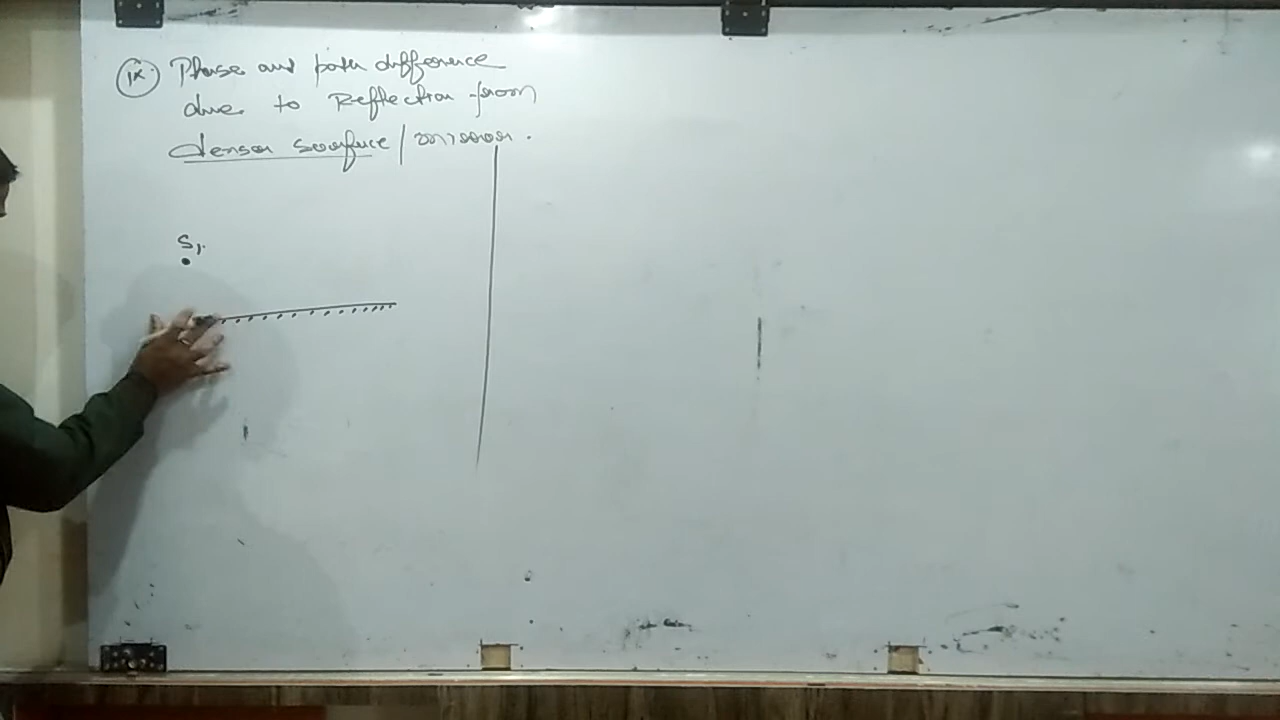 (ix) Phase and path difference
due to Reflection from
denser surface / mirror.
S₁.